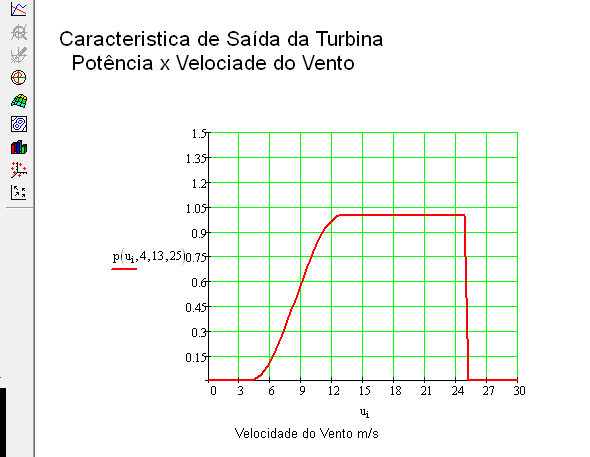 Caracteristica de Saída da Turbina
Potência x Velociade do Vento
1.5
1.35
1.2
1.05
0.9
p(ui,4,13,25)
0.75
0.6
0.45
0.3
0.15
0 3 6 9 12 15 18 21 24 27 30
ui
Velocidade do Vento m/s